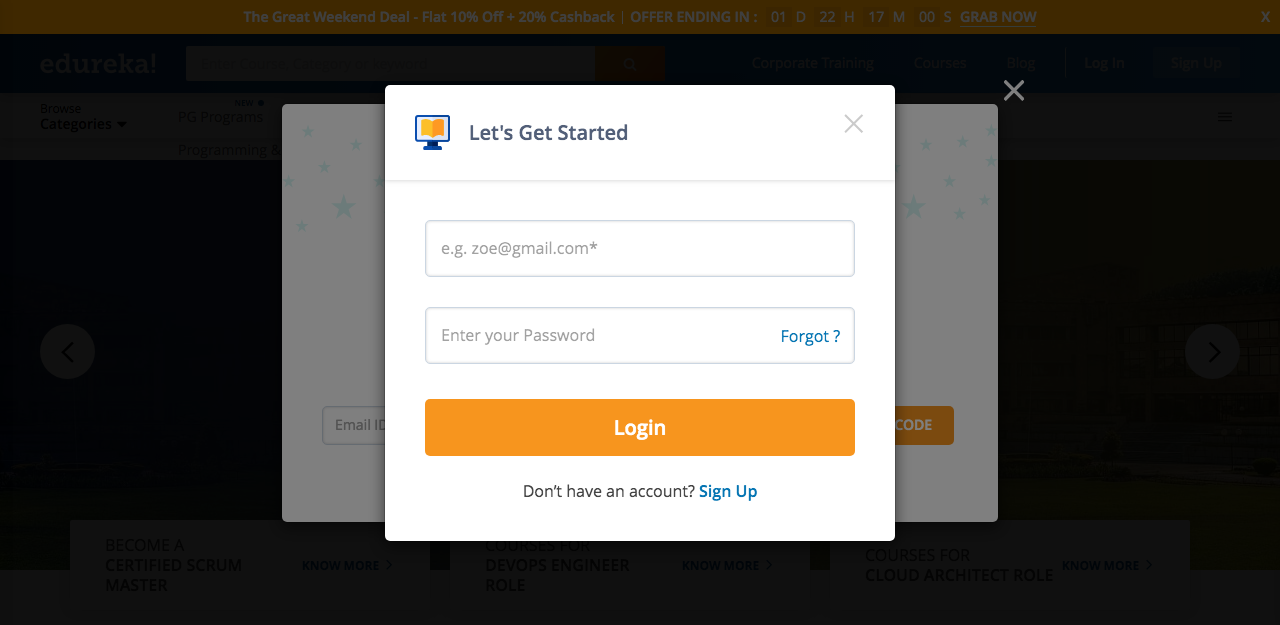 The Great Weekend Deal - Flat 10% Off + 20% Cashback | OFFER ENDING IN : 01 D 22 H 17 M 00 S GRAB NOW X
edureka!
Corporate Training Courses Blog Log In Sign Up
Browse
Categories
NEW
PG Programs
Programming &
Let's Get Started
e.g. zoe@gmail.com*
Enter your Password Forgot ?
Login
Don't have an account? Sign Up
Email ID
CODE
BECOME A
CERTIFIED SCRUM
MASTER
KNOW MORE
COURSES FOR
DEVOPS ENGINEER
ROLE
KNOW MORE
COURSES FOR
CLOUD ARCHITECT ROLE
KNOW MORE